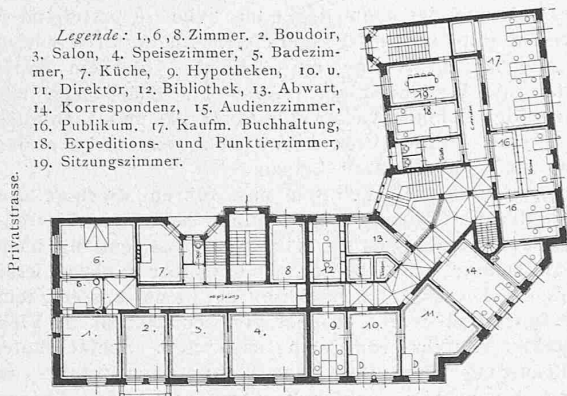 Legende: 1.,6,8. Zimmer. 2. Boudoir,
3. Salon, 4. Speisezimmer, 5. Badezim-
mer, 7. Küche, 9. Hypotheken, 10. u.
11. Direktor, 12. Bibliothek, 13. Abwart,
14. Korrespondenz, 15. Audienzzimmer,
16. Publikum. 17. Kaufm. Buchhaltung,
18. Expeditions- und Punktierzimmer,
19. Sitzungszimmer.
Privatstrasse.
17.
19.
18.
Corridor
16.
13.
14.
6.
7.
8
12
Corridor
1.
2.
3.
4.
9.
10.
11.